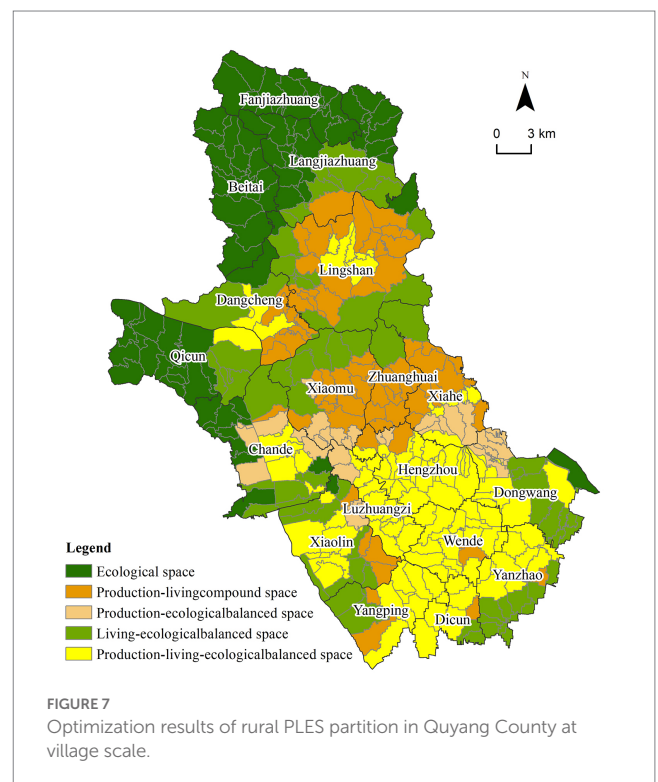 N
0 3 km
Fanjiazhuang
Langjiazhuang
Beitai
Lingshan
Dangcheng
Qicun
Zhuanghuai
Xiaomu
Xiahe
Chande
Hengzhou
Dongwang
Luzhuangzi
Xiaolin
Wende
Yanzhao
Yangping
Dicun
Legend
Ecological space
Production-livingcompound space
Production-ecologicalbalanced space
Living-ecologicalbalanced space
Production-living-ecologicalbalanced space
FIGURE 7
Optimization results of rural PLES partition in Quyang County at
village scale.